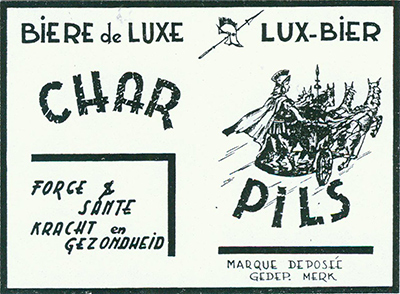 BIERE de LUXE
LUX-BIER
CHAR
PILS
FORCE & SANTE
KRACHT en GEZONDHEID
MARQUE DEPOSÉE
GEDEP. MERK